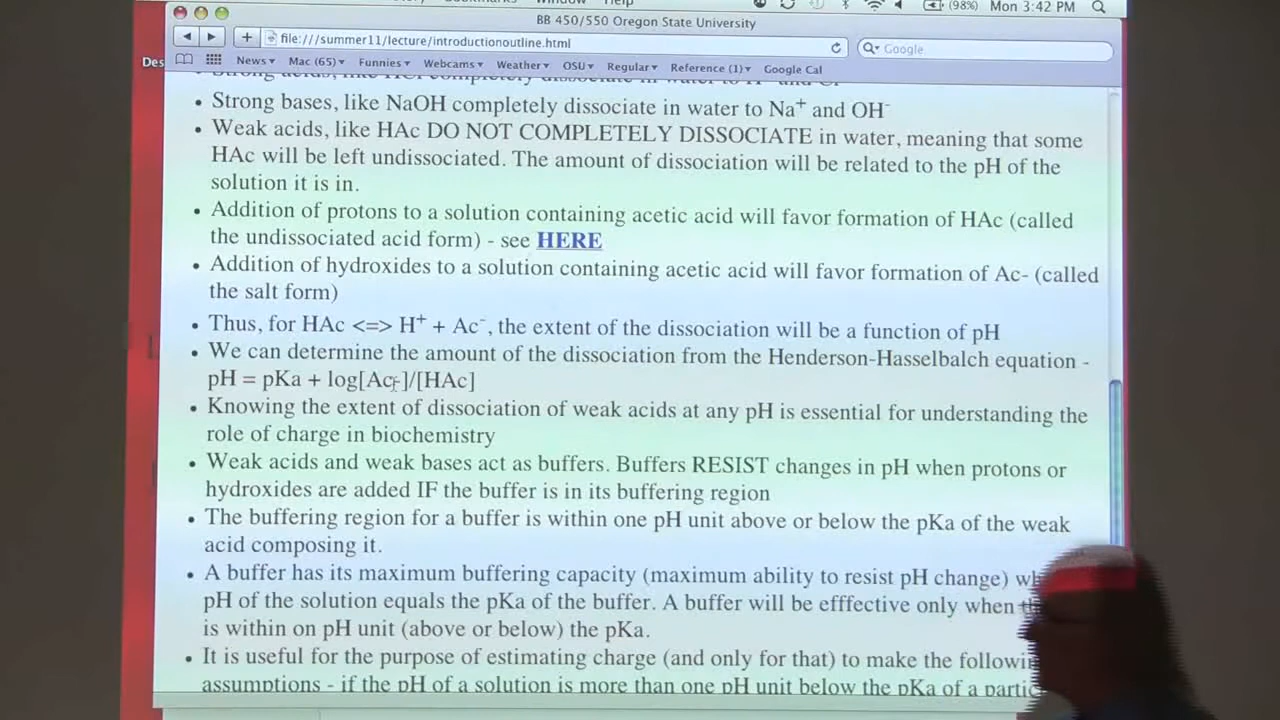 Help
(98%) Mon 3:42 PM
BB 450/550 Oregon State University
file:///summer11/lecture/introductionoutline.html
Google
Des
News Mac (65) Funnies Webcams Weather OSU Regular Reference (1) Google Cal
Strong acids, like HCl completely dissociate in water to H+ and Cl-
• Strong bases, like NaOH completely dissociate in water to Na+ and OH-
• Weak acids, like HAc DO NOT COMPLETELY DISSOCIATE in water, meaning that some
HAc will be left undissociated. The amount of dissociation will be related to the pH of the
solution it is in.
• Addition of protons to a solution containing acetic acid will favor formation of HAc (called
the undissociated acid form) - see HERE
• Addition of hydroxides to a solution containing acetic acid will favor formation of Ac- (called
the salt form)
• Thus, for HAc <=> H+ + Ac-, the extent of the dissociation will be a function of pH
• We can determine the amount of the dissociation from the Henderson-Hasselbalch equation -
pH = pKa + log[Ac-]/[HAc]
• Knowing the extent of dissociation of weak acids at any pH is essential for understanding the
role of charge in biochemistry
• Weak acids and weak bases act as buffers. Buffers RESIST changes in pH when protons or
hydroxides are added IF the buffer is in its buffering region
• The buffering region for a buffer is within one pH unit above or below the pKa of the weak
acid composing it.
• A buffer has its maximum buffering capacity (maximum ability to resist pH change)
pH of the solution equals the pKa of the buffer. A buffer will be efffective only when
is within on pH unit (above or below) the pKa.
• It is useful for the purpose of estimating charge (and only for that) to make the
assumptions - if the pH of a solution is more than one pH unit below the pKa of a